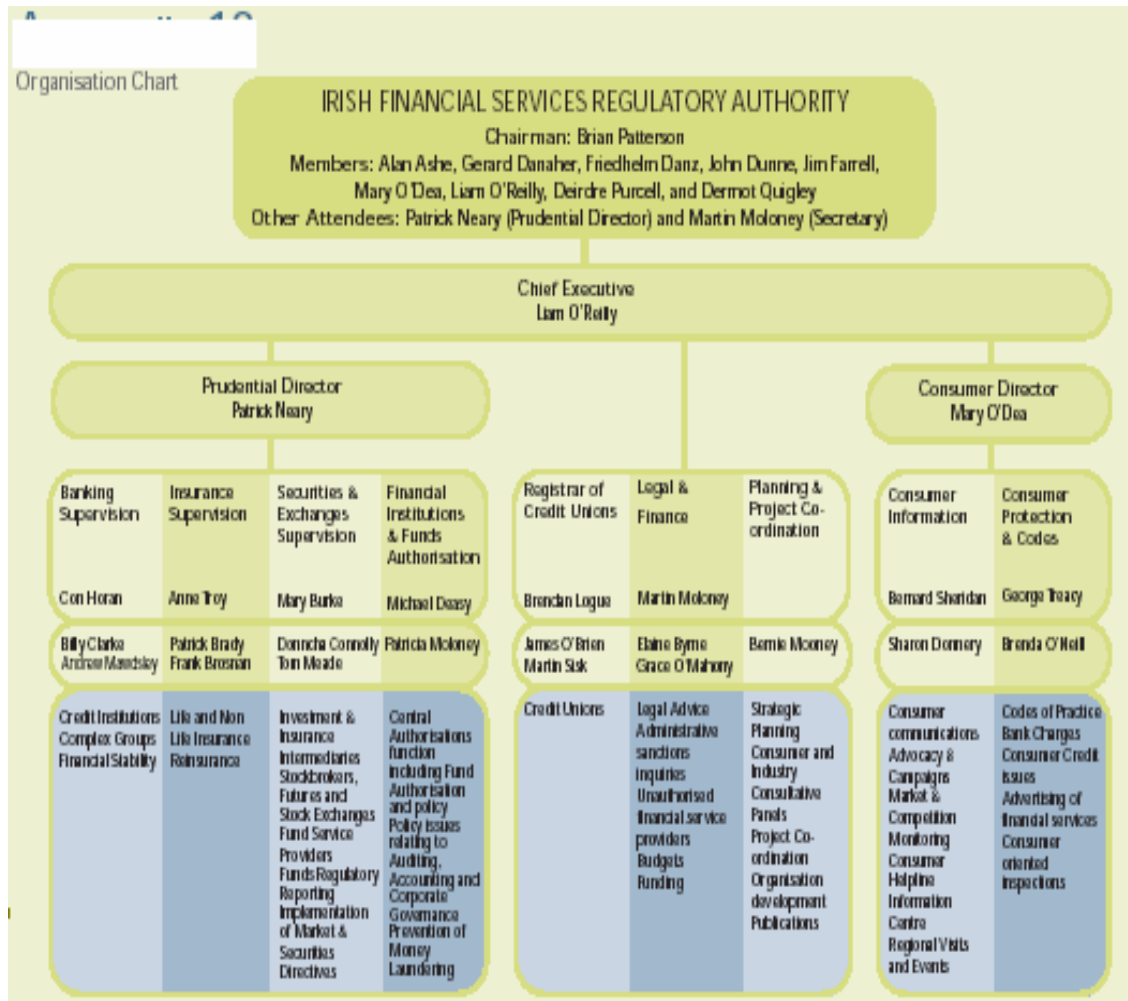 Organisation Chart
IRISH FINANCIAL SERVICES REGULATORY AUTHORITY
Chairman: Brian Patterson
Members: Alan Ashe, Gerard Danaher, Friedhelm Danz, John Dunne, Jim Farrell,
Mary O'Dea, Liam O'Reilly, Deirdre Purcell, and Dermot Quigley
Other Attendees: Patrick Neary (Prudential Director) and Martin Moloney (Secretary)
Chief Executive
Liam O'Reilly
Prudential Director
Patrick Neary
Consumer Director
Mary O'Dea
Banking
Supervision
Con Horan
Insurance
Supervision
Anne Troy
Securities &
Exchanges
Supervision
Mary Burke
Financial
Institutions
& Funds
Authorisation
Michael Deasy
Registrar of
Credit Unions
Brendan Logue
Legal &
Finance
Martin Moloney
Planning &
Project Co-
ordination
Consumer
Information
Bernard Sheridan
Consumer
Protection
& Codes
George Treacy
Billy Clarke
Andrew Mawdsley
Patrick Brady
Frank Brosnan
Donncha Connolly
Tom Meade
Patricia Moloney
James O'Brien
Martin Sisk
Elaine Byrne
Grace O'Mahony
Bernie Mooney
Sharon Donnery
Brenda O'Neill
Credit Institutions
Complex Groups
Financial Stability
Life and Non
Life Insurance
Reinsurance
Investment &
Insurance
Intermediaries
Stockbrokers,
Futures and
Stock Exchanges
Fund Service
Providers
Funds Regulatory
Reporting
Implementation
of Market &
Securities
Directives
Central
Authorisations
function
including Fund
Authorisation
and policy
Policy issues
relating to
Auditing,
Accounting and
Corporate
Governance
Prevention of
Money
Laundering
Credit Unions
Legal Advice
Administrative
sanctions
inquiries
Unauthorised
financial service
providers
Budgets
Funding
Strategic
Planning
Consumer and
Industry
Consultative
Panels
Project Co-
ordination
Organisation
development
Publications
Consumer
communications
Advocacy &
Campaigns
Market &
Competition
Monitoring
Consumer
Helpline
Information
Centre
Regional Visits
and Events
Codes of Practice
Bank Charges
Consumer Credit
issues
Advertising of
financial services
Consumer
oriented
inspections